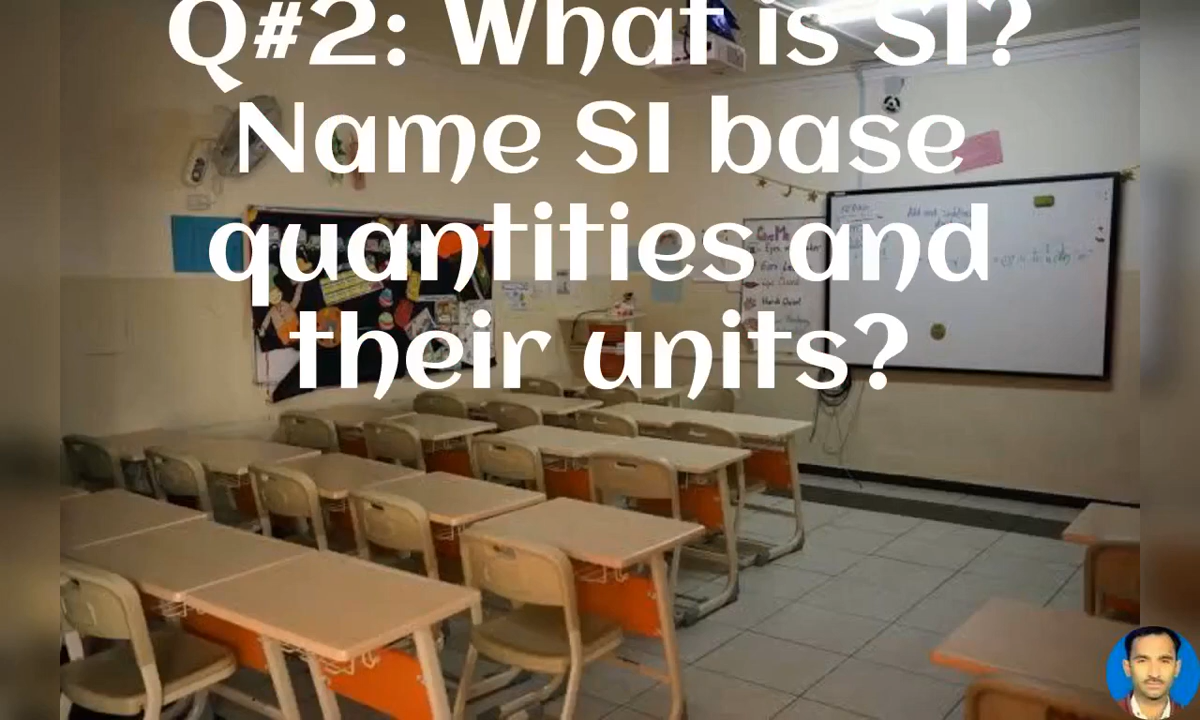 Q#2: What is SI?
Name SI base
quantities and
their units?